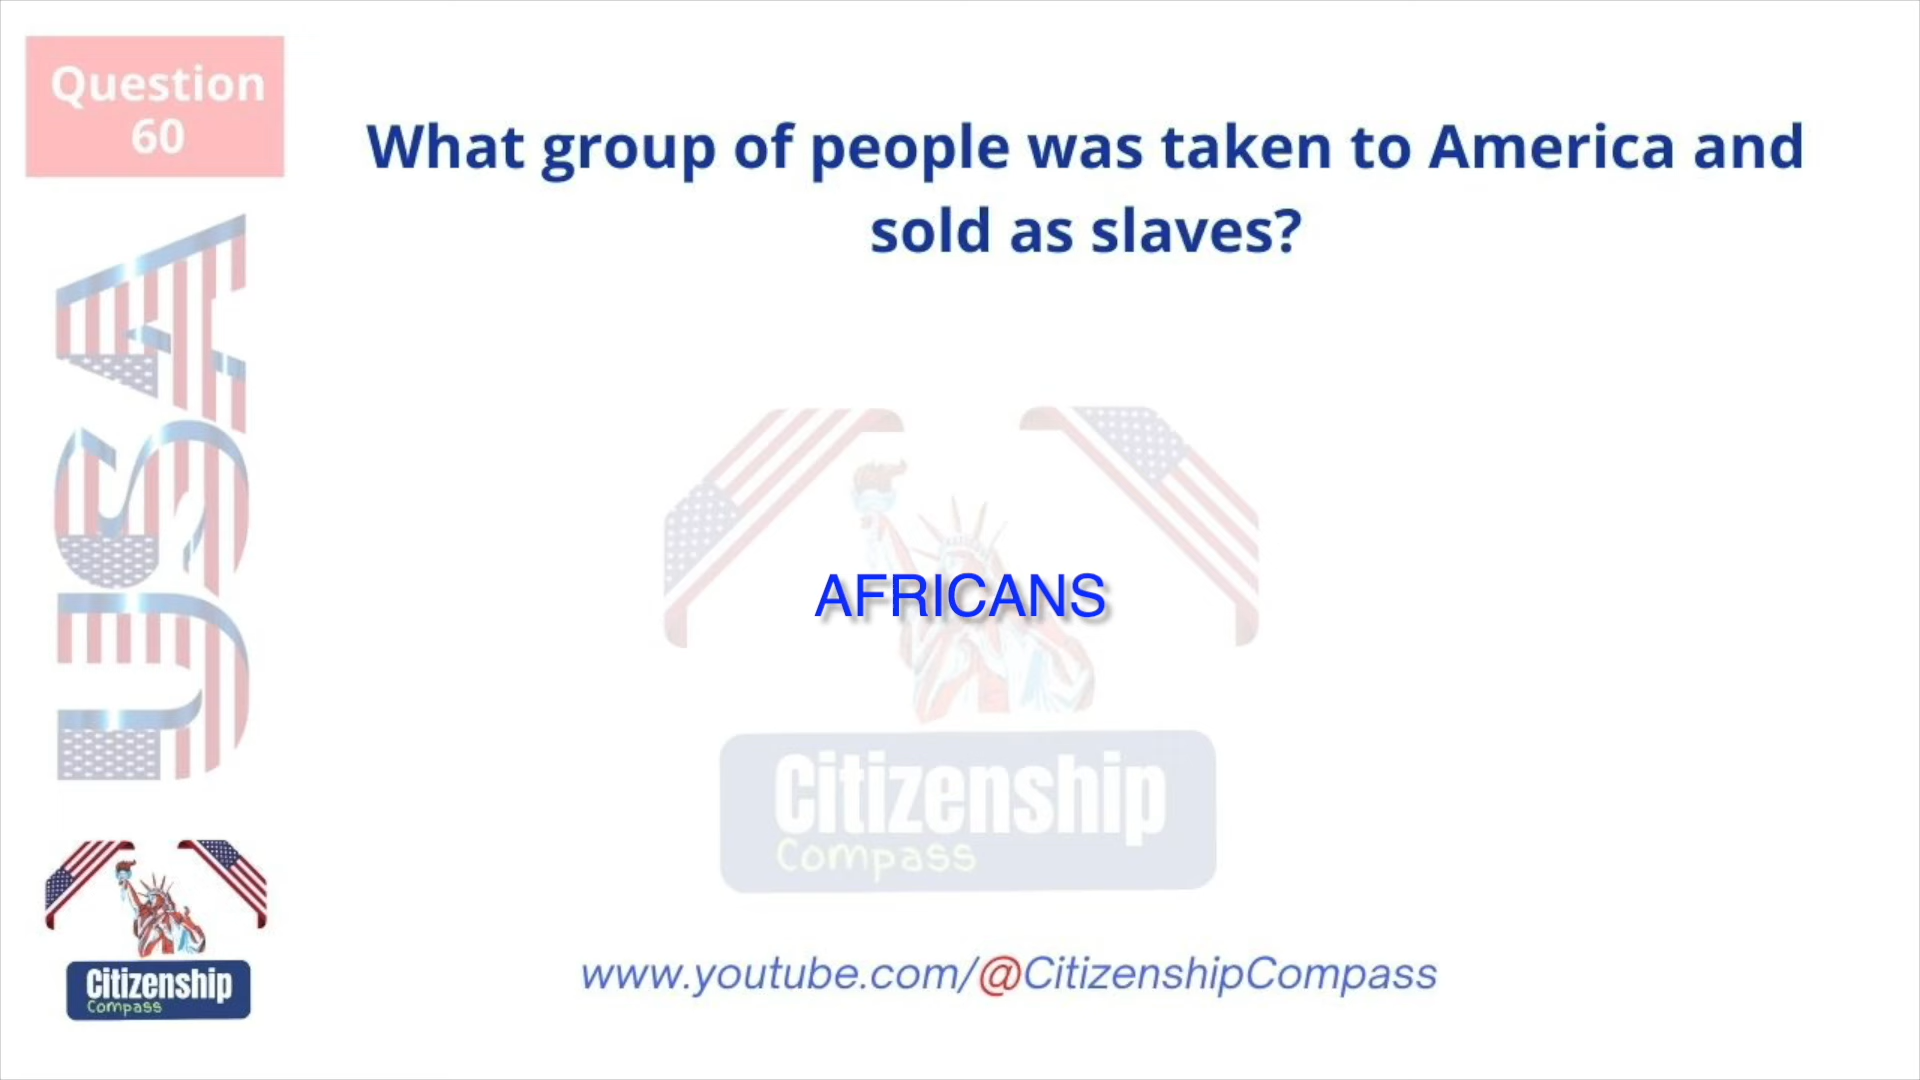 Question
60
What group of people was taken to America and
sold as slaves?
USA
AFRICANS
Citizenship
Compass
Citizenship
Compass
www.youtube.com/@CitizenshipCompass